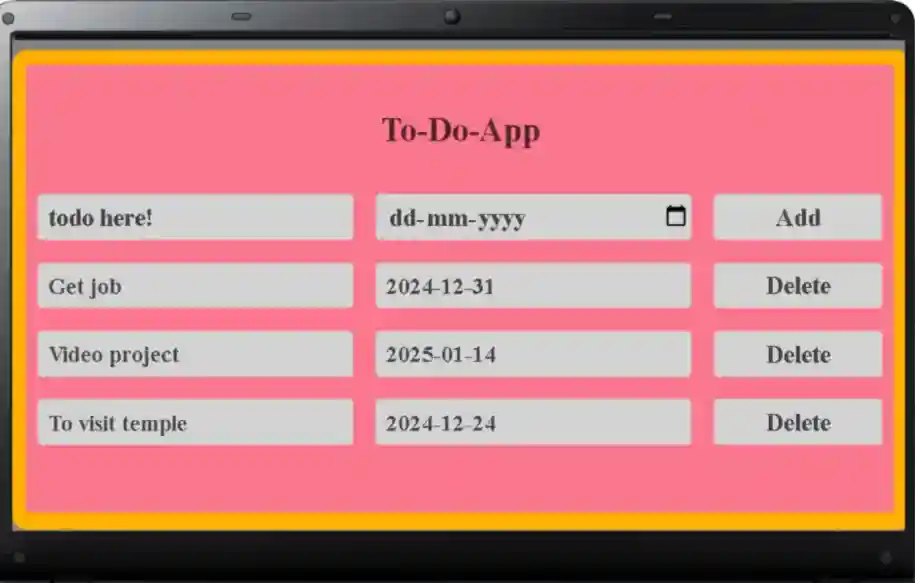 To-Do-App
todo here! dd-mm-yyyy Add
Get job 2024-12-31 Delete
Video project 2025-01-14 Delete
To visit temple 2024-12-24 Delete